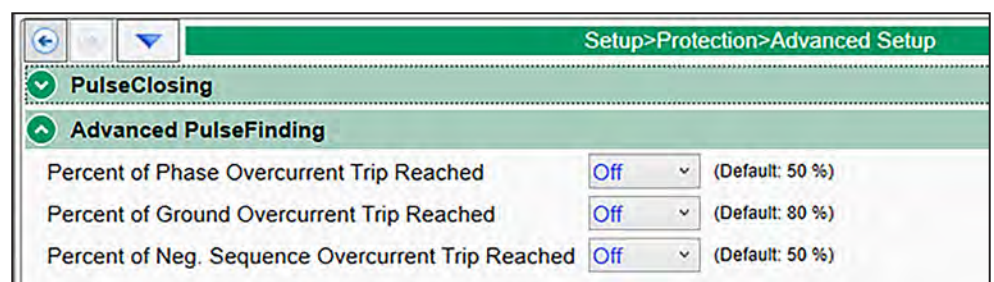 Setup>Protection>Advanced Setup
PulseClosing
Advanced PulseFinding
Percent of Phase Overcurrent Trip Reached Off (Default: 50 %)
Percent of Ground Overcurrent Trip Reached Off (Default: 80 %)
Percent of Neg. Sequence Overcurrent Trip Reached Off (Default: 50 %)